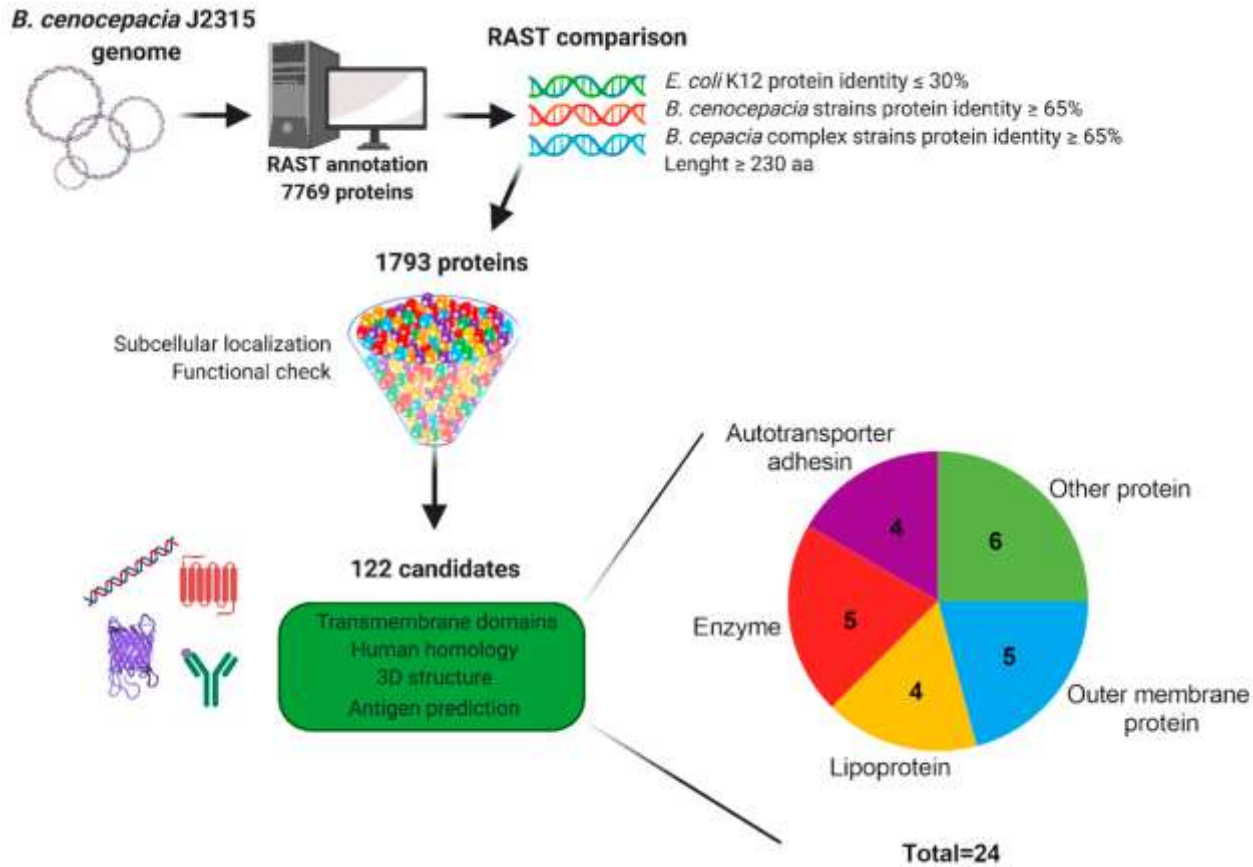 B. cenocepacia J2315
genome
RAST annotation
7769 proteins
RAST comparison
E. coli K12 protein identity ≤ 30%
B. cenocepacia strains protein identity ≥ 65%
B. cepacia complex strains protein identity ≥ 65%
Lenght ≥ 230 aa
1793 proteins
Subcellular localization
Functional check
122 candidates
Transmembrane domains
Human homology
3D structure
Antigen prediction
Autotransporter
adhesin
4
Other protein
6
Enzyme
5
5
Outer membrane
protein
4
Lipoprotein
Total=24